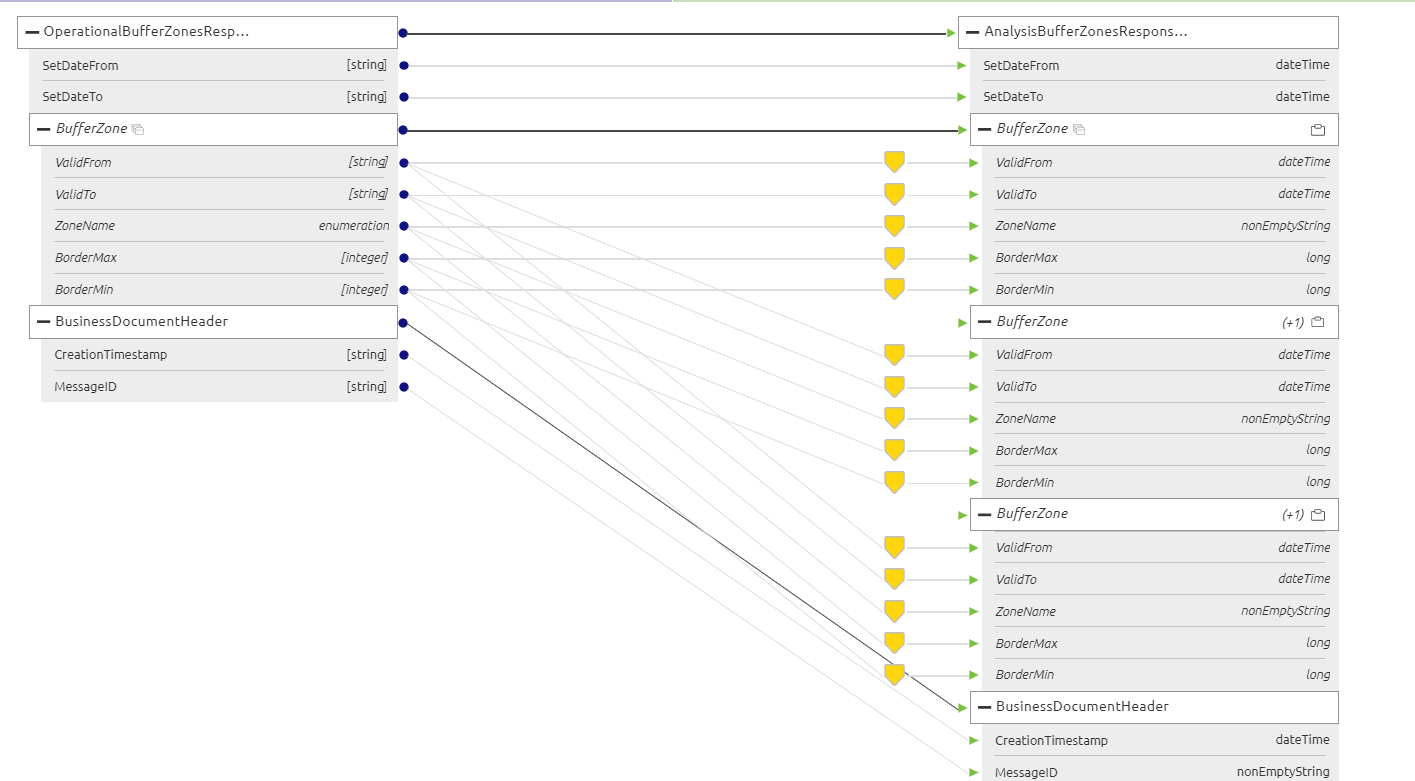 OperationalBufferZonesResp...
SetDateFrom [string]
SetDateTo [string]
BufferZone
ValidFrom [string]
ValidTo [string]
ZoneName enumeration
BorderMax [integer]
BorderMin [integer]
BusinessDocumentHeader
CreationTimestamp [string]
MessageID [string]
AnalysisBufferZonesRespons...
SetDateFrom dateTime
SetDateTo dateTime
BufferZone
ValidFrom dateTime
ValidTo dateTime
ZoneName nonEmptyString
BorderMax long
BorderMin long
BufferZone (+1)
ValidFrom dateTime
ValidTo dateTime
ZoneName nonEmptyString
BorderMax long
BorderMin long
BufferZone (+1)
ValidFrom dateTime
ValidTo dateTime
ZoneName nonEmptyString
BorderMax long
BorderMin long
BusinessDocumentHeader
CreationTimestamp dateTime
MessageID nonEmptyString